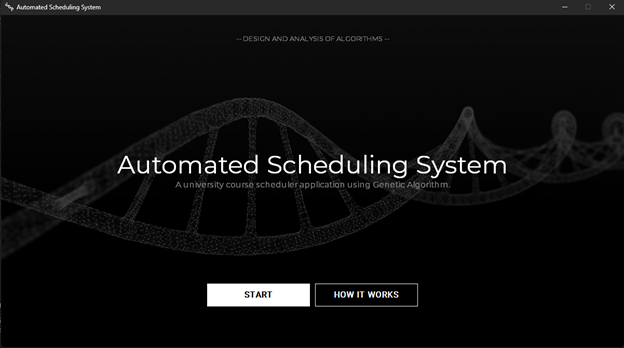 Automated Scheduling System
-- DESIGN AND ANALYSIS OF ALGORITHMS --
Automated Scheduling System
A university course scheduler application using Genetic Algorithm.
START
HOW IT WORKS